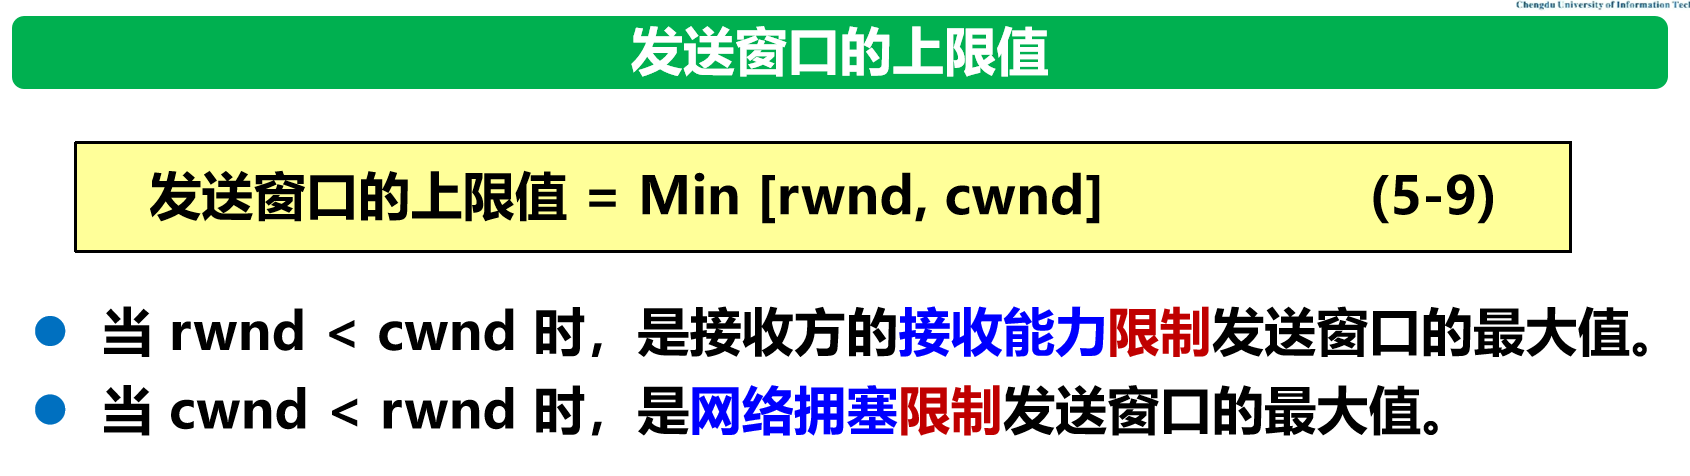 Chengdu University of Information Tec
发送窗口的上限值
发送窗口的上限值 = Min [rwnd, cwnd] (5-9)
当 rwnd < cwnd 时，是接收方的接收能力限制发送窗口的最大值。
当 cwnd < rwnd 时，是网络拥塞限制发送窗口的最大值。